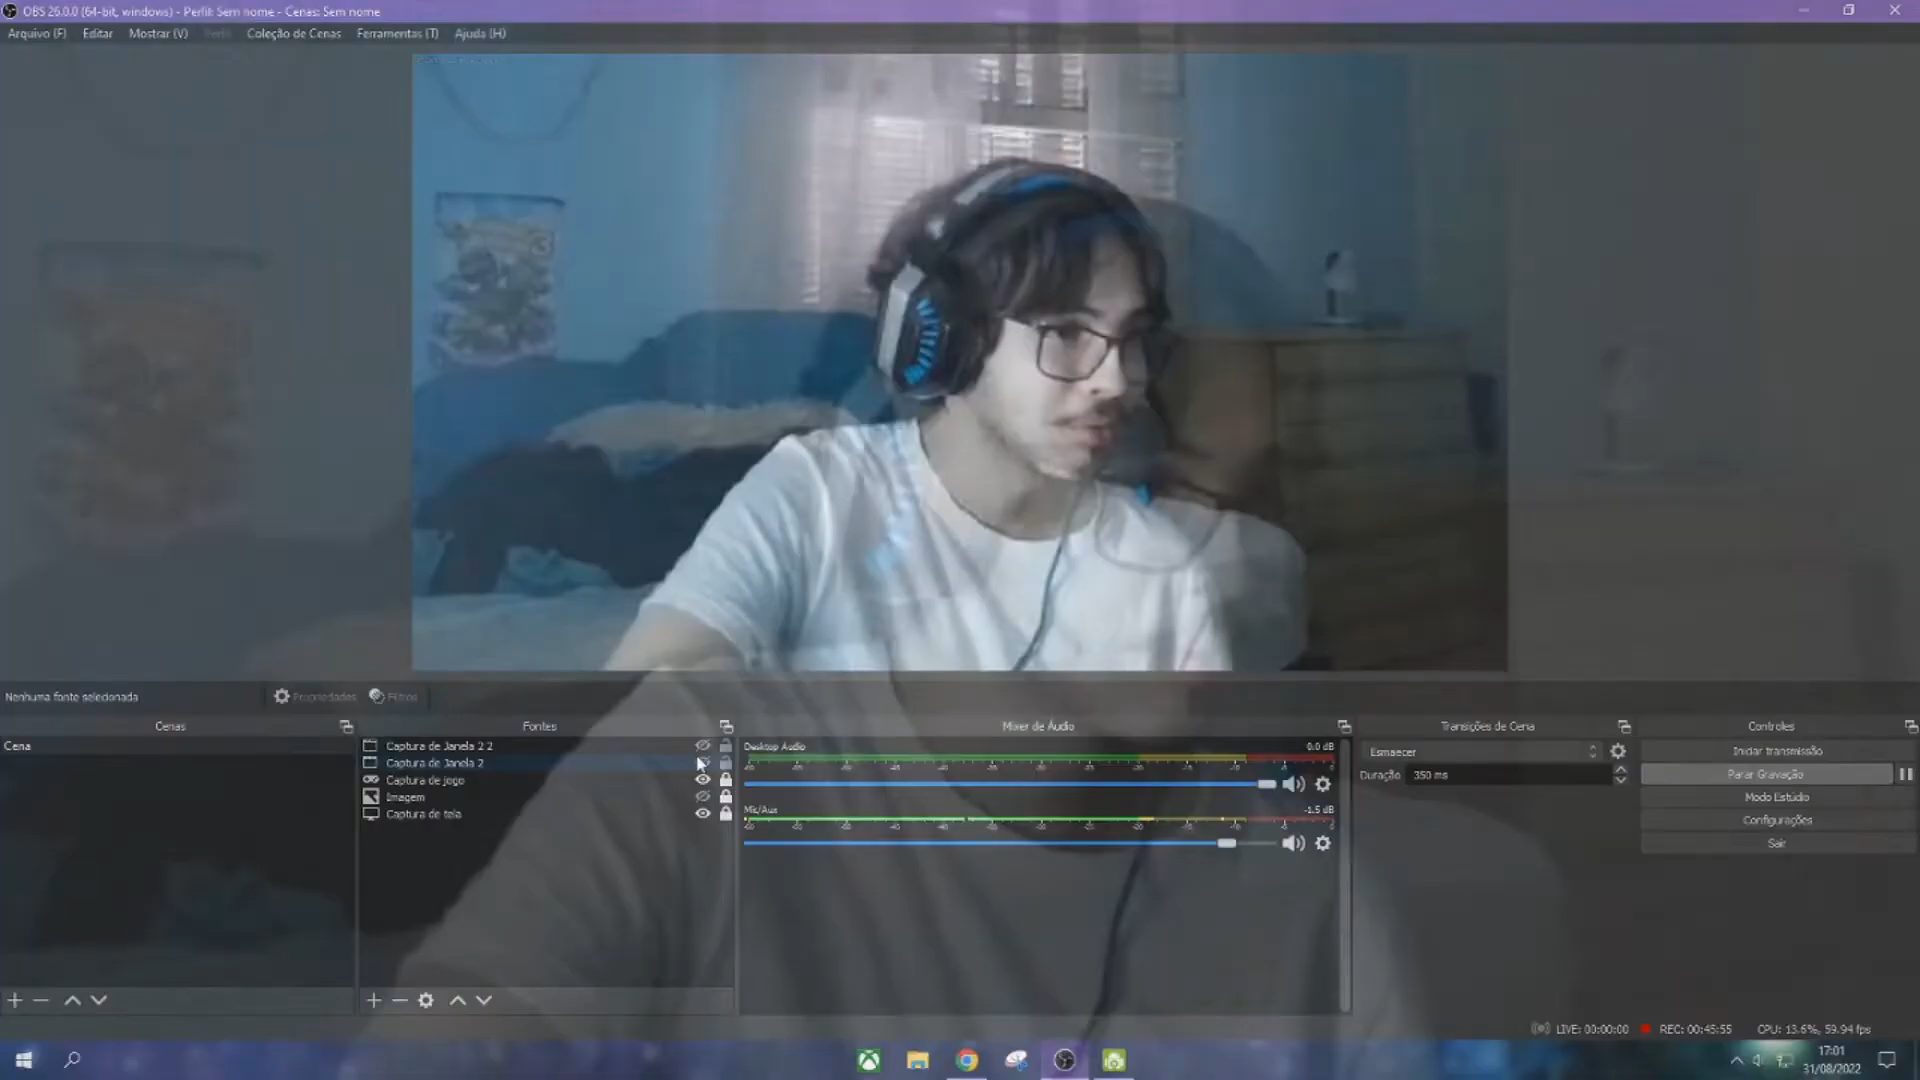 OBS 26.0.0 (64-bit, windows) - Perfil: Sem nome - Cenas: Sem nome
Arquivo (F) Editar Mostrar (V) Perfil Coleção de Cenas Ferramentas (T) Ajuda (H)
Nenhuma fonte selecionada Propriedades Filtros
Cenas Fontes Mixer de Áudio Transições de Cena Controles
Cena
Captura de Janela 2 2
Captura de Janela 2
Captura de jogo
Imagem
Captura de tela
Desktop Audio 0.0 dB
Mic/Aux -1.5 dB
Esmaecer
Duração 350 ms
Iniciar transmissão
Parar Gravação
Modo Estúdio
Configurações
Sair
LIVE: 00:00:00 REC: 00:45:55 CPU: 13.6%, 59.94 fps
17:01
31/08/2022